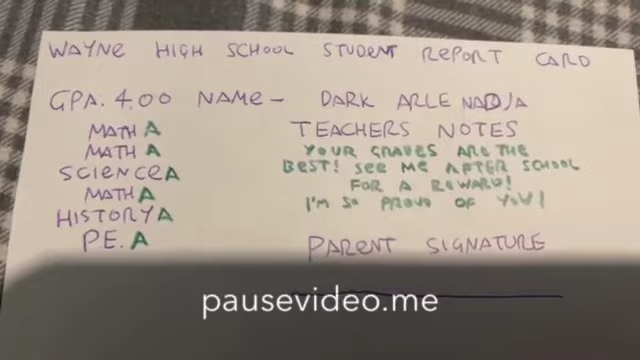 WAYNE HIGH SCHOOL STUDENT REPORT CARD
GPA. 4.00 NAME – DARK ARLE NADJA
MATH A
MATH A
SCIENCE A
MATH A
HISTORY A
P.E. A
TEACHERS NOTES
YOUR GRAVES ARE THE
BEST! SEE ME AFTER SCHOOL
FOR A REWARD!
I'M SO PROUD OF YOU!
PARENT SIGNATURE
pausevideo.me